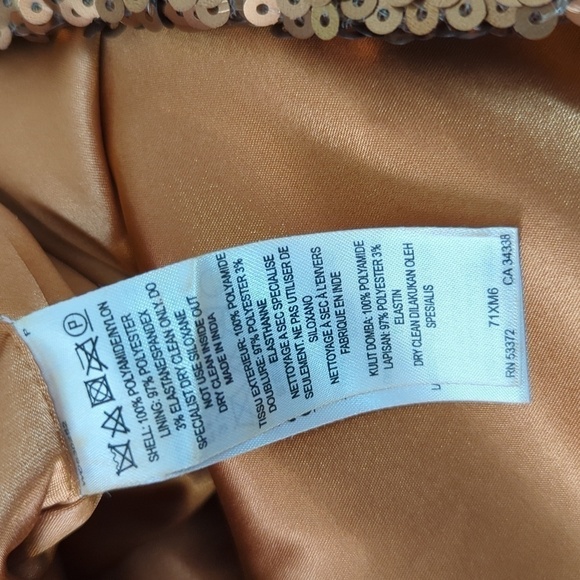 P
SHELL: 100% POLYAMIDE/NYLON
LINING: 97% POLYESTER
3% ELASTANE/SPANDEX
SPECIALIST DRY CLEAN ONLY; DO
NOT USE SILOXANE
DRY CLEAN INSIDE OUT
MADE IN INDIA
TISSU EXTERIEUR: 100% POLYAMIDE
DOUBLURE: 97% POLYESTER 3%
ELASTHANNE
NETTOYAGE A SEC SPECIALISE
SEULEMENT, NE PAS UTILISER DE
SILOXANO
NETTOYAGE À SEC À L'ENVERS
FABRIQUE EN INDE
KULIT DOMBA: 100% POLYAMIDE
LAPISAN: 97% POLYESTER 3%
ELASTIN
DRY CLEAN DILAKUKAN OLEH
SPESIALIS
71XM6
RN 53372 CA 34338